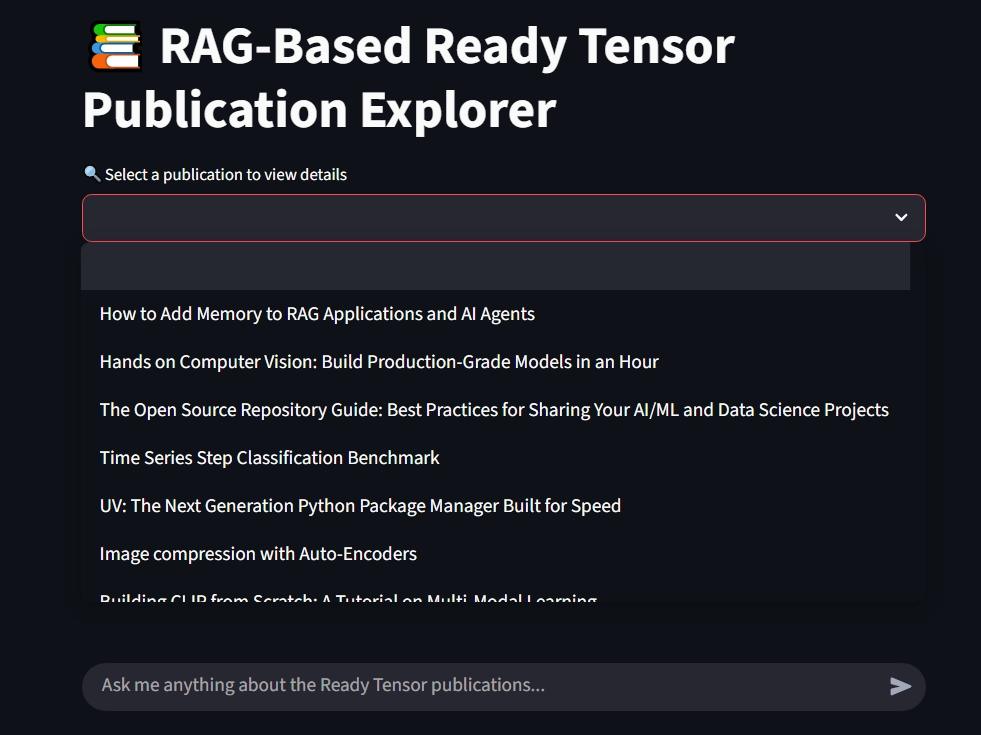 RAG-Based Ready Tensor
Publication Explorer
Select a publication to view details
How to Add Memory to RAG Applications and AI Agents
Hands on Computer Vision: Build Production-Grade Models in an Hour
The Open Source Repository Guide: Best Practices for Sharing Your AI/ML and Data Science Projects
Time Series Step Classification Benchmark
UV: The Next Generation Python Package Manager Built for Speed
Image compression with Auto-Encoders
Building CLIP from Scratch: A Tutorial on Multi-Modal Learning
Ask me anything about the Ready Tensor publications...